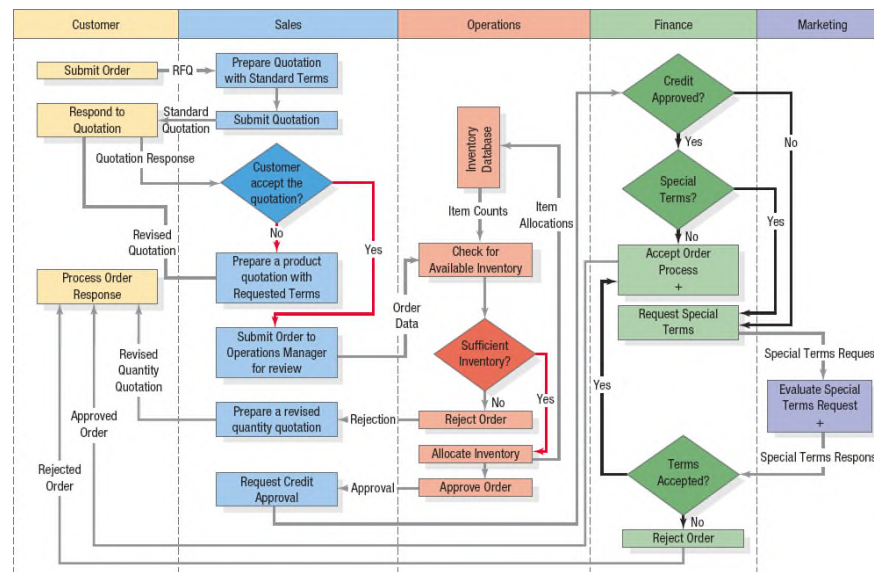 Customer
Sales
Operations
Finance
Marketing
Submit Order
RFQ
Prepare Quotation
with Standard Terms
Submit Quotation
Standard
Quotation
Respond to
Quotation
Quotation Response
Customer
accept the
quotation?
No
Yes
Revised
Quotation
Prepare a product
quotation with
Requested Terms
Process Order
Response
Submit Order to
Operations Manager
for review
Order
Data
Revised
Quantity
Quotation
Prepare a revised
quantity quotation
Rejection
Approved
Order
Rejected
Order
Request Credit
Approval
Approval
Inventory
Database
Item Counts
Item
Allocations
Check for
Available Inventory
Sufficient
Inventory?
No
Yes
Reject Order
Allocate Inventory
Approve Order
Credit
Approved?
Yes
No
Special
Terms?
Yes
No
Accept Order
Process
+
Request Special
Terms
Special Terms Reques
Yes
Evaluate Special
Terms Request
+
Special Terms Respons
Terms
Accepted?
No
Reject Order